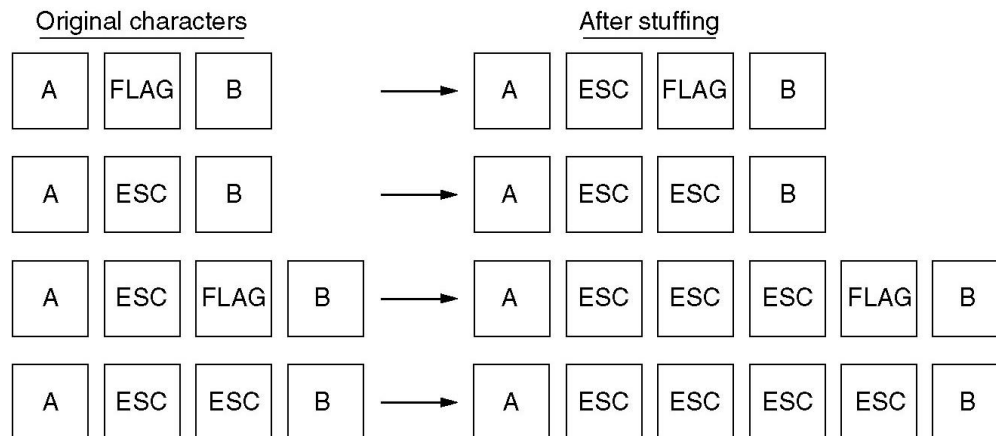 Original characters After stuffing
A FLAG B A ESC FLAG B
A ESC B A ESC ESC B
A ESC FLAG B A ESC ESC ESC FLAG B
A ESC ESC B A ESC ESC ESC ESC B